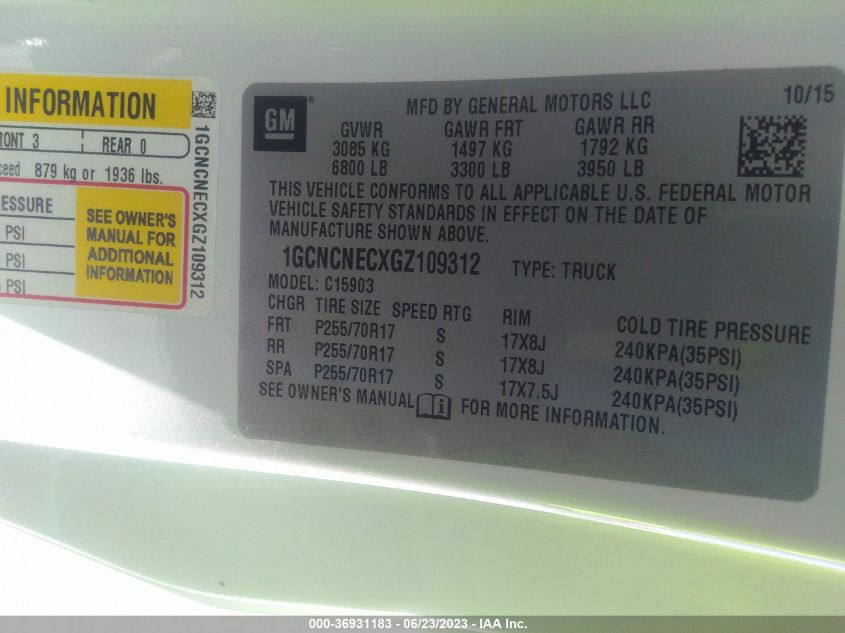 INFORMATION
FRONT 3 REAR 0
879 kg or 1936 lbs.
PSI
PSI
PSI
SEE OWNER'S
MANUAL FOR
ADDITIONAL
INFORMATION
1GCNCNECXGZ109312
GM
MFD BY GENERAL MOTORS LLC 10/15
GVWR GAWR FRT GAWR RR
3085 KG 1497 KG 1792 KG
6800 LB 3300 LB 3950 LB
THIS VEHICLE CONFORMS TO ALL APPLICABLE U.S. FEDERAL MOTOR
VEHICLE SAFETY STANDARDS IN EFFECT ON THE DATE OF
MANUFACTURE SHOWN ABOVE.
1GCNCNECXGZ109312 TYPE: TRUCK
MODEL: C15903
CHGR TIRE SIZE SPEED RTG RIM COLD TIRE PRESSURE
FRT P255/70R17 S 17X8J 240KPA(35PSI)
RR P255/70R17 S 17X8J 240KPA(35PSI)
SPA P255/70R17 S 17X7.5J 240KPA(35PSI)
SEE OWNER'S MANUAL FOR MORE INFORMATION.
000-36931183 - 06/23/2023 - IAA Inc.